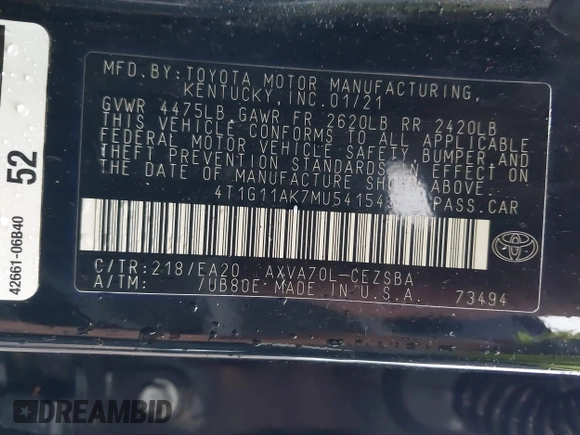 MFD. BY: TOYOTA MOTOR MANUFACTURING,
KENTUCKY, INC. 01/21
GVWR 4475LB, GAWR FR 2620LB RR 2420LB
THIS VEHICLE CONFORMS TO ALL APPLICABLE
FEDERAL MOTOR VEHICLE SAFETY, BUMPER, AND
THEFT PREVENTION STANDARDS IN EFFECT ON
THE DATE OF MANUFACTURE SHOWN ABOVE.
PASS.CAR
C/TR: 218/EA20 AXVA70L-CEZSBA
A/TM: /UB80E MADE IN U.S.A.
73494
TOYOTA
52
42661-06B40
DREAMBID